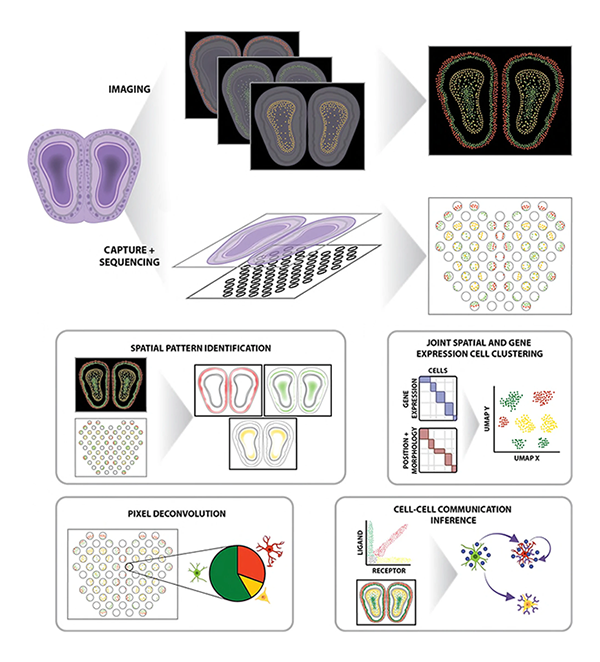 IMAGING
CAPTURE +
SEQUENCING
SPATIAL PATTERN IDENTIFICATION
JOINT SPATIAL AND GENE
EXPRESSION CELL CLUSTERING
CELLS
GENE
EXPRESSION
POSITION +
MORPHOLOGY
UMAP Y
UMAP X
PIXEL DECONVOLUTION
CELL-CELL COMMUNICATION
INFERENCE
LIGAND
RECEPTOR